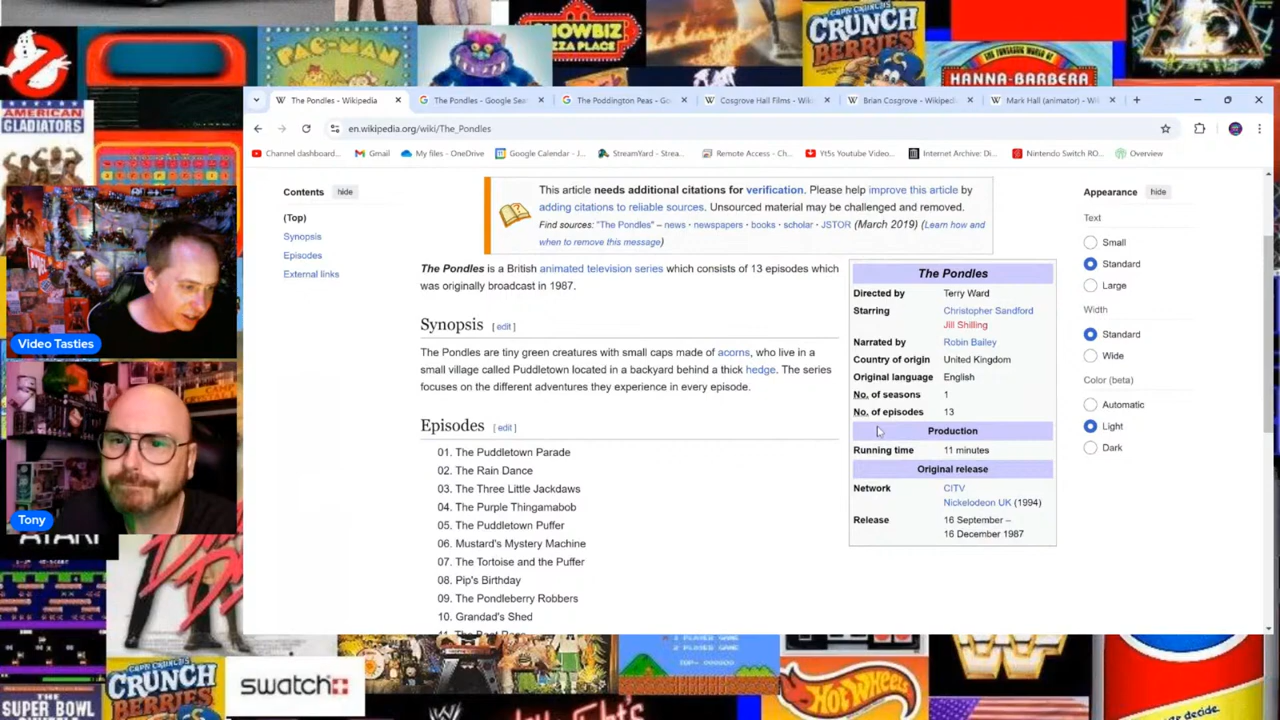 SHOWBIZ
PIZZA PLACE
CAP'N CRUNCH'S
CRUNCH
BERRIES
PAC-MAN
THE FUNTASTIC WORLD OF
HANNA-BARBERA
AMERICAN
GLADIATORS
The Pondles - Wikipedia
The Pondles - Google Sea
The Poddington Peas - Go
Cosgrove Hall Films - Wiki
Brian Cosgrove - Wikiped
Mark Hall (animator) - W
en.wikipedia.org/wiki/The_Pondles
Channel dashboard...
Gmail
My files - OneDrive
Google Calendar - J...
StreamYard - Strea...
Remote Access - Ch...
Yt5s Youtube Video...
Internet Archive: Di...
Nintendo Switch RO...
Overview
Contents hide
(Top)
Synopsis
Episodes
External links
This article needs additional citations for verification. Please help improve this article by
adding citations to reliable sources. Unsourced material may be challenged and removed.
Find sources: "The Pondles" – news · newspapers · books · scholar · JSTOR (March 2019) (Learn how and
when to remove this message)
The Pondles is a British animated television series which consists of 13 episodes which
was originally broadcast in 1987.
Synopsis [ edit ]
The Pondles are tiny green creatures with small caps made of acorns, who live in a
small village called Puddletown located in a backyard behind a thick hedge. The series
focuses on the different adventures they experience in every episode.
Episodes [ edit ]
01. The Puddletown Parade
02. The Rain Dance
03. The Three Little Jackdaws
04. The Purple Thingamabob
05. The Puddletown Puffer
06. Mustard's Mystery Machine
07. The Tortoise and the Puffer
08. Pip's Birthday
09. The Pondleberry Robbers
10. Grandad's Shed
The Pondles
Directed by Terry Ward
Starring Christopher Sandford
Jill Shilling
Narrated by Robin Bailey
Country of origin United Kingdom
Original language English
No. of seasons 1
No. of episodes 13
Production
Running time 11 minutes
Original release
Network CITV
Nickelodeon UK (1994)
Release 16 September –
16 December 1987
Appearance hide
Text
Small
Standard
Large
Width
Standard
Wide
Color (beta)
Automatic
Light
Dark
Video Tasties
Tony
ATARI
CRUNCH
BERRIES
swatch
THE
SUPER BOWL
HOT WHEELS